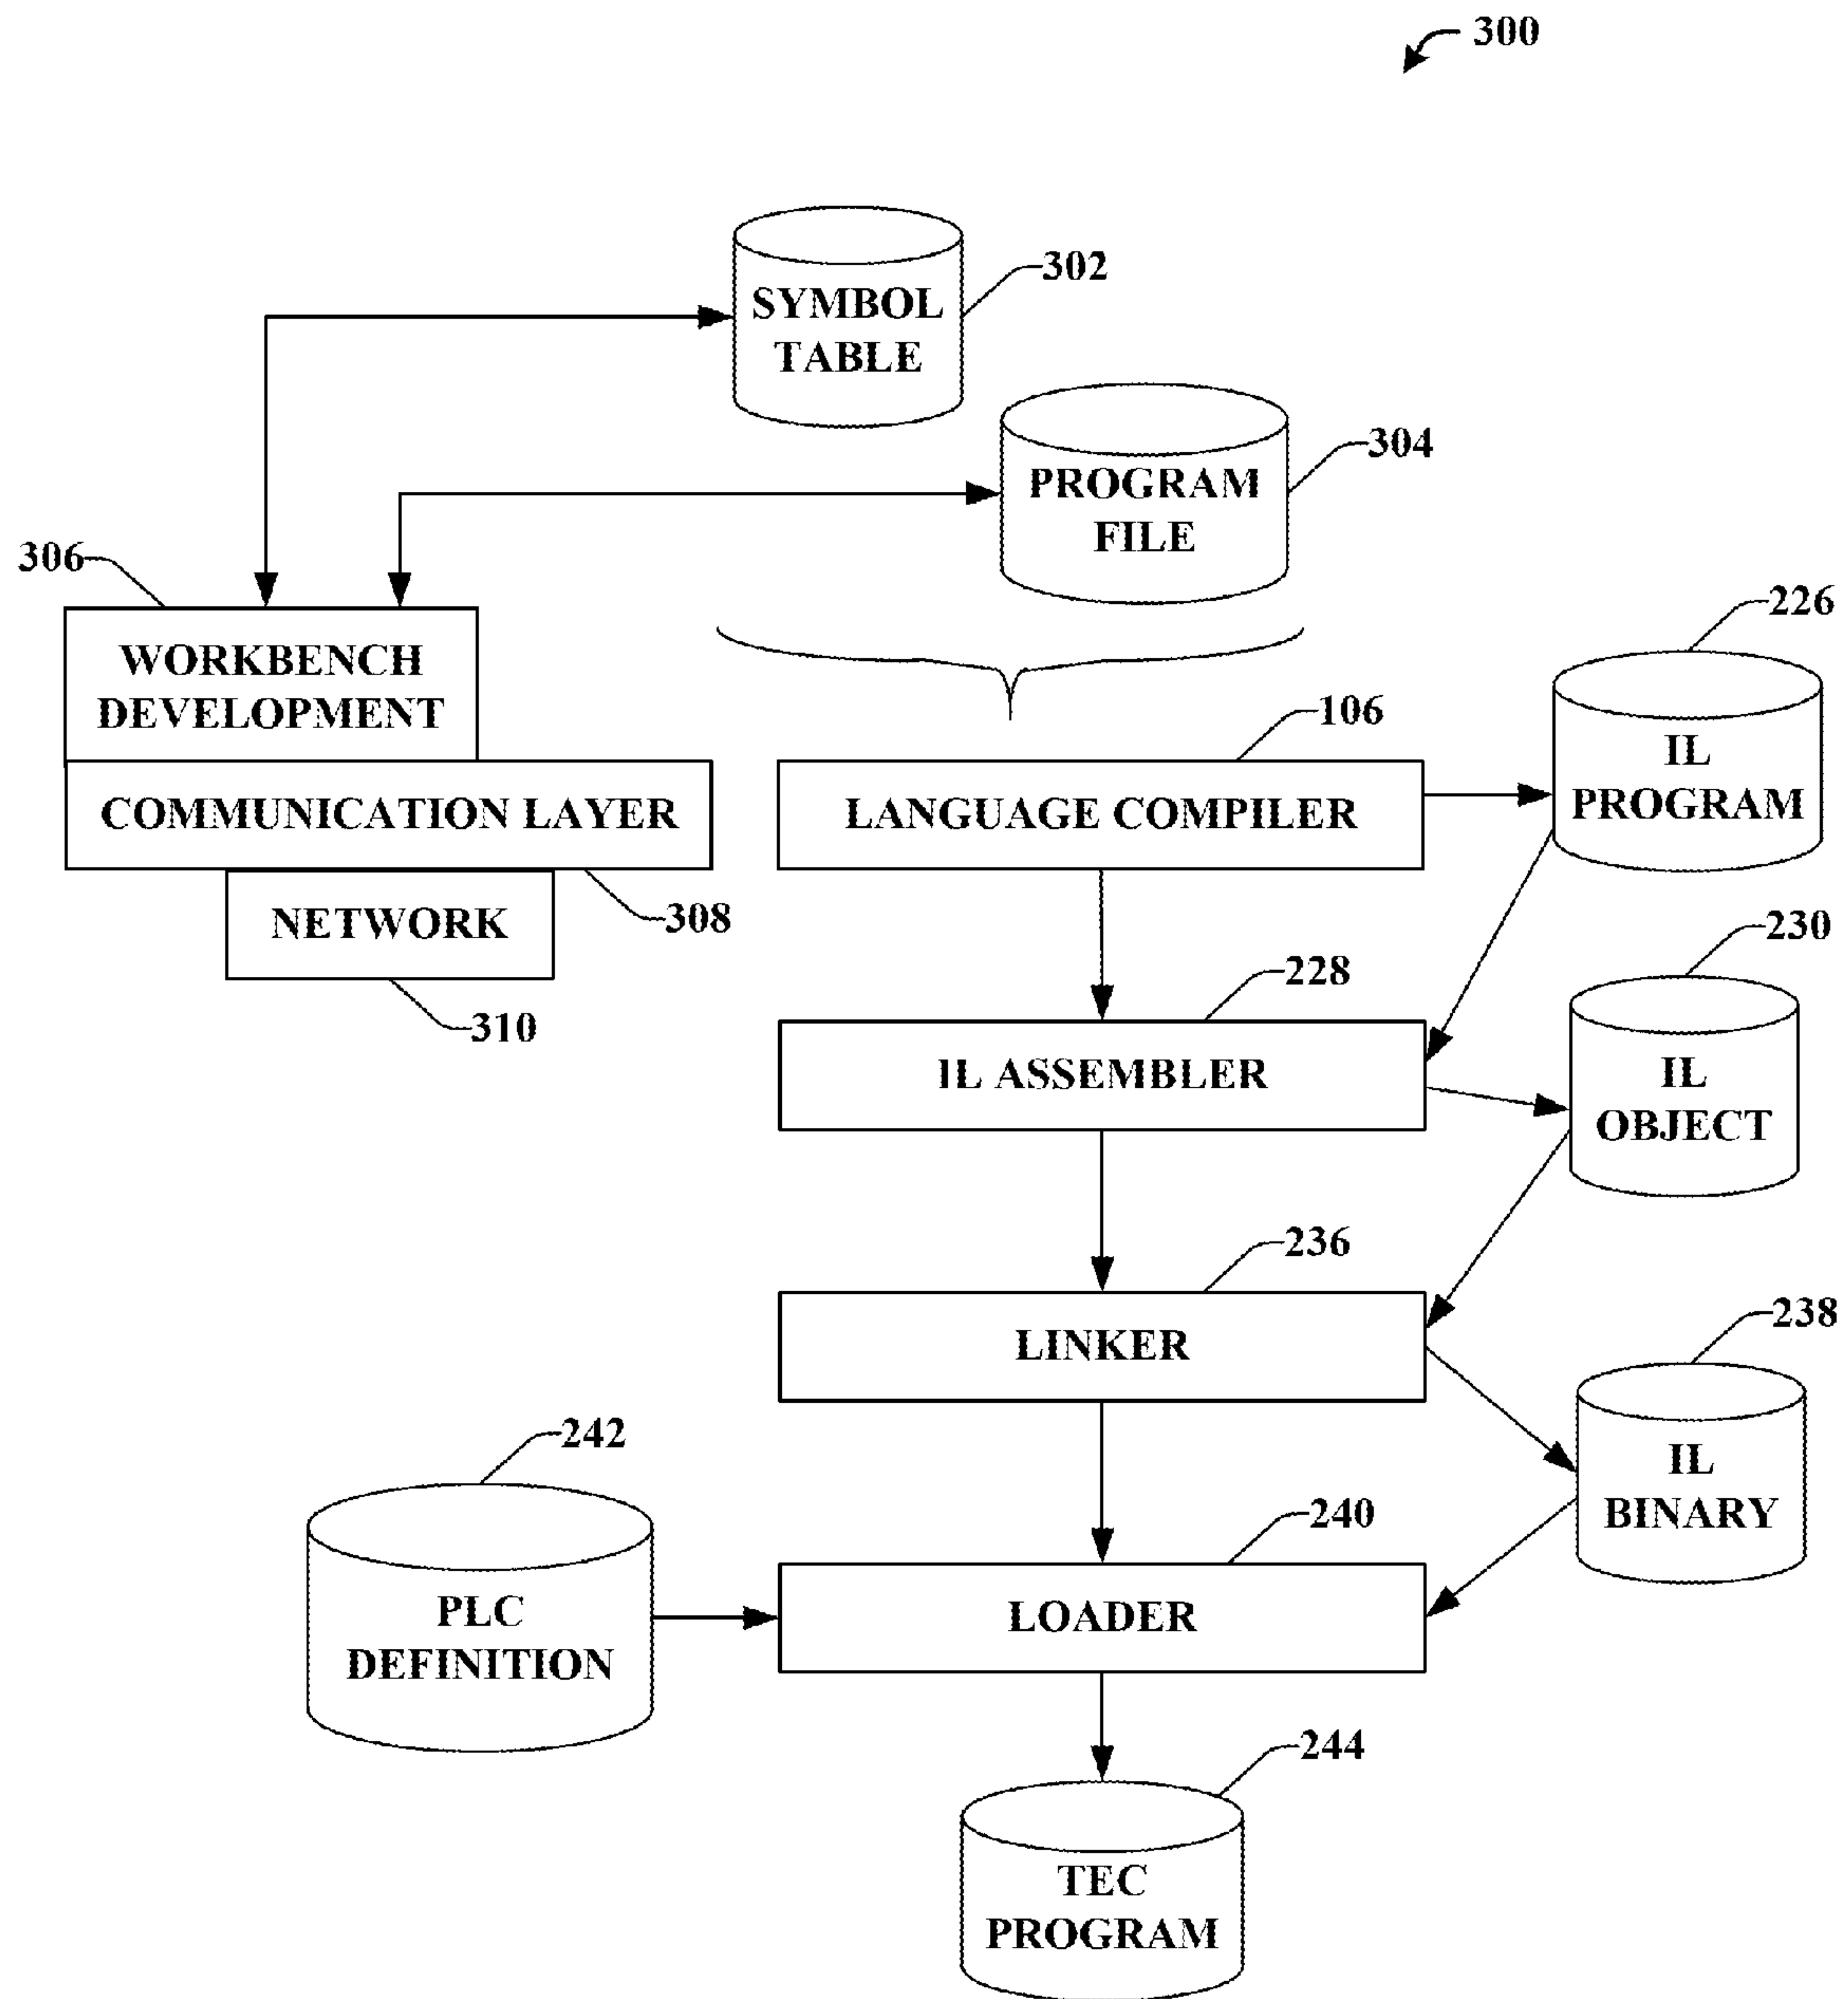 300
302
SYMBOL
TABLE
304
PROGRAM
FILE
306
WORKBENCH
DEVELOPMENT
226
IL
PROGRAM
106
COMMUNICATION LAYER
LANGUAGE COMPILER
308
NETWORK
310
230
IL
OBJECT
228
IL ASSEMBLER
236
LINKER
238
IL
BINARY
242
PLC
DEFINITION
240
LOADER
244
TEC
PROGRAM